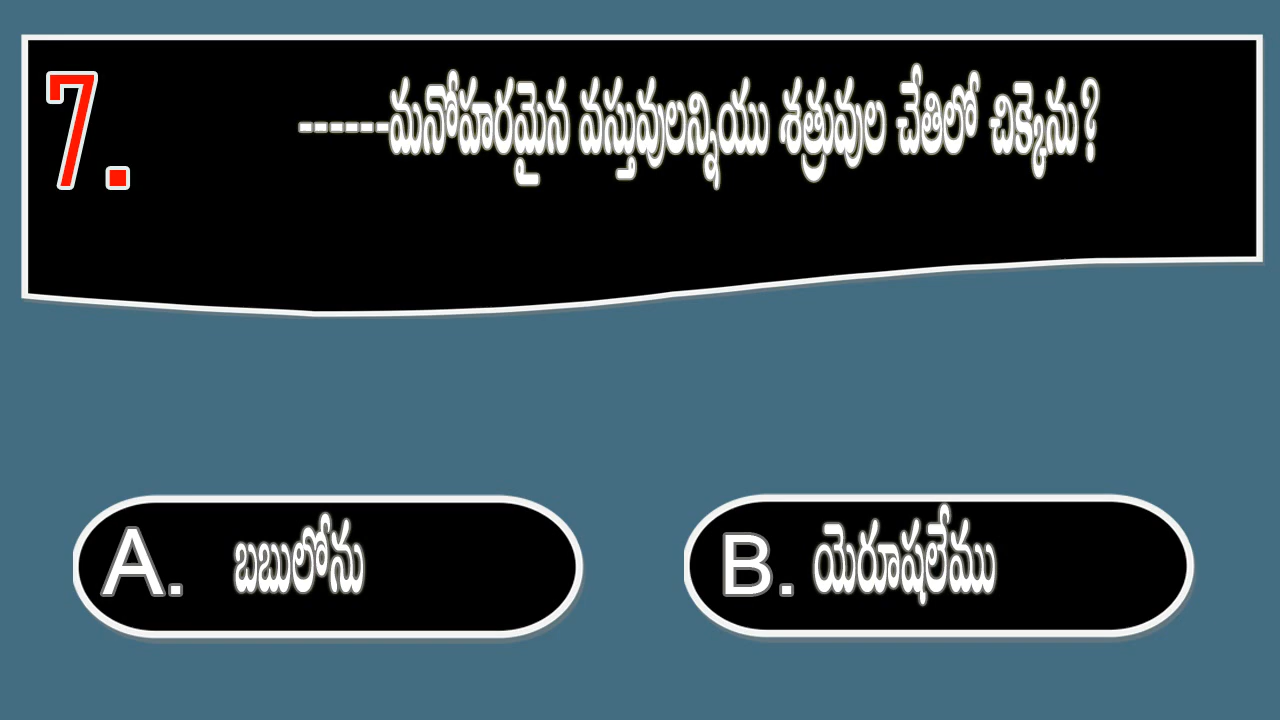 7.
------మనోహరమైన వస్తువులన్నియు శత్రువుల చేతిలో చిక్కెను?
A. బబులోను
B. యెరూషలేము